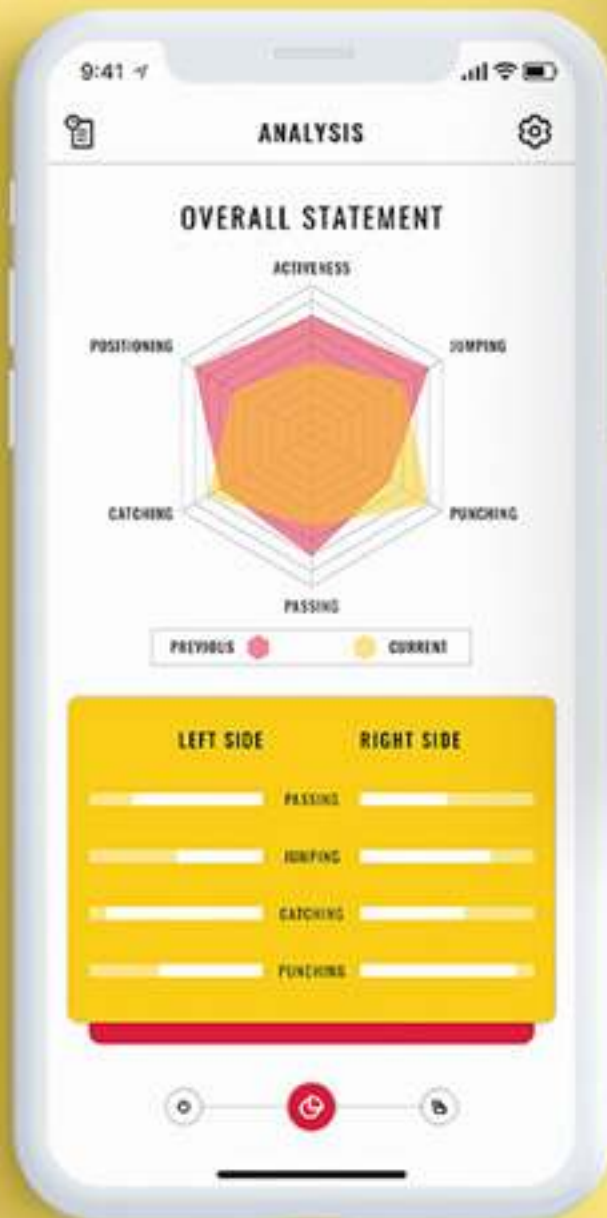 9:41
ANALYSIS
OVERALL STATEMENT
ACTIVENESS
POSITIONING
JUMPING
CATCHING
PUNCHING
PASSING
PREVIOUS
CURRENT
LEFT SIDE
RIGHT SIDE
PASSING
JUMPING
CATCHING
PUNCHING